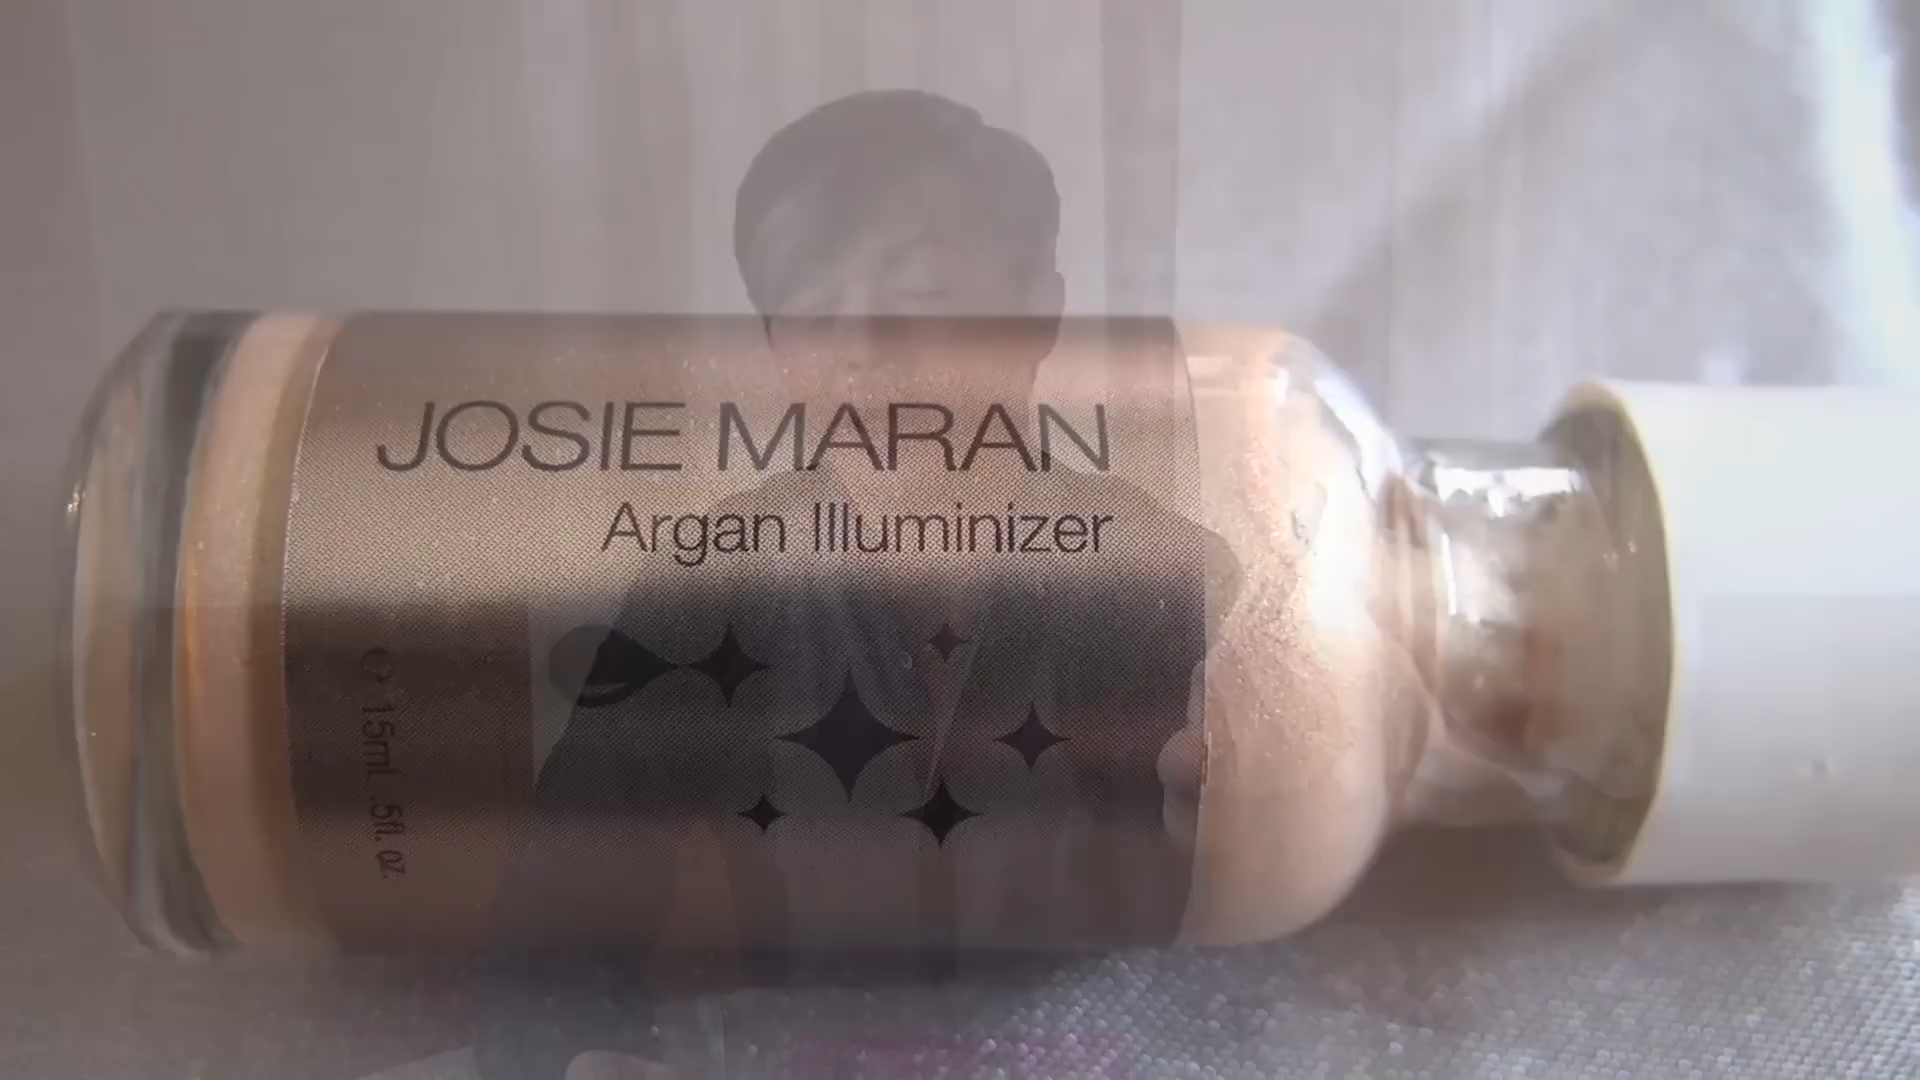 JOSIE MARAN
Argan Illuminizer
℮ 15ml .5fl. oz.